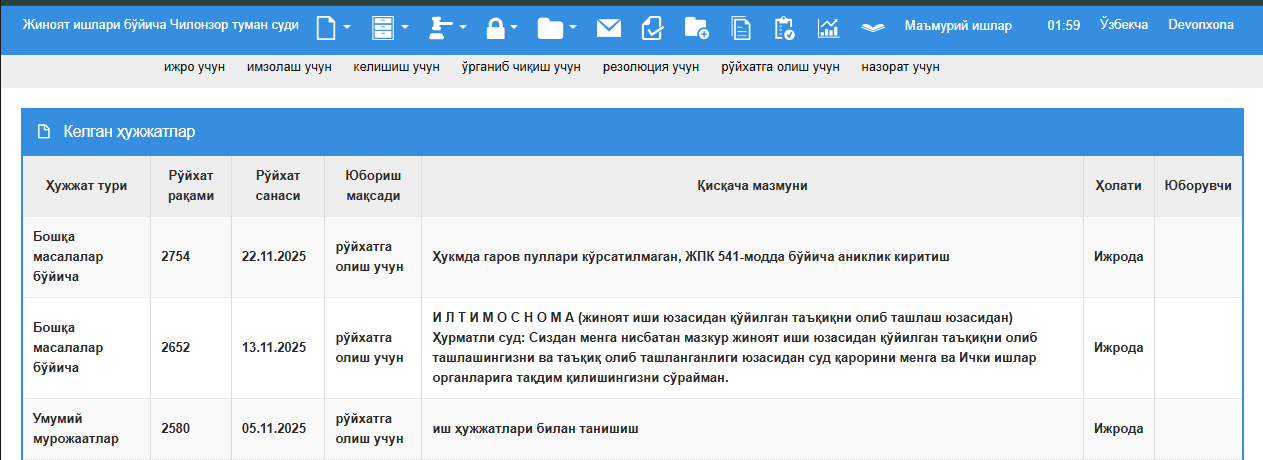 Жиноят ишлари бўйича Чилонзор туман суди
Маъмурий ишлар
01:59
Ўзбекча
Devonxona
ижро учун
имзолаш учун
келишиш учун
ўрганиб чиқиш учун
резолюция учун
рўйхатга олиш учун
назорат учун
Келган ҳужжатлар
Ҳужжат тури
Рўйхат
рақами
Рўйхат
санаси
Юбориш
мақсади
Қисқача мазмуни
Ҳолати
Юборувчи
Бошқа
масалалар
бўйича
2754
22.11.2025
рўйхатга
олиш учун
Ҳукмда гаров пуллари кўрсатилмаган, ЖПК 541-модда бўйича аниклик киритиш
Ижрода
Бошқа
масалалар
бўйича
2652
13.11.2025
рўйхатга
олиш учун
И Л Т И М О С Н О М А (жиноят иши юзасидан қўйилган таъқиқни олиб ташлаш юзасидан)
Ҳурматли суд: Сиздан менга нисбатан мазкур жиноят иши юзасидан қўйилган таъқиқни олиб
ташлашингизни ва таъқиқ олиб ташланганлиги юзасидан суд қарорини менга ва Ички ишлар
органларига тақдим қилишингизни сўрайман.
Ижрода
Умумий
мурожаатлар
2580
05.11.2025
рўйхатга
олиш учун
иш ҳужжатлари билан танишиш
Ижрода